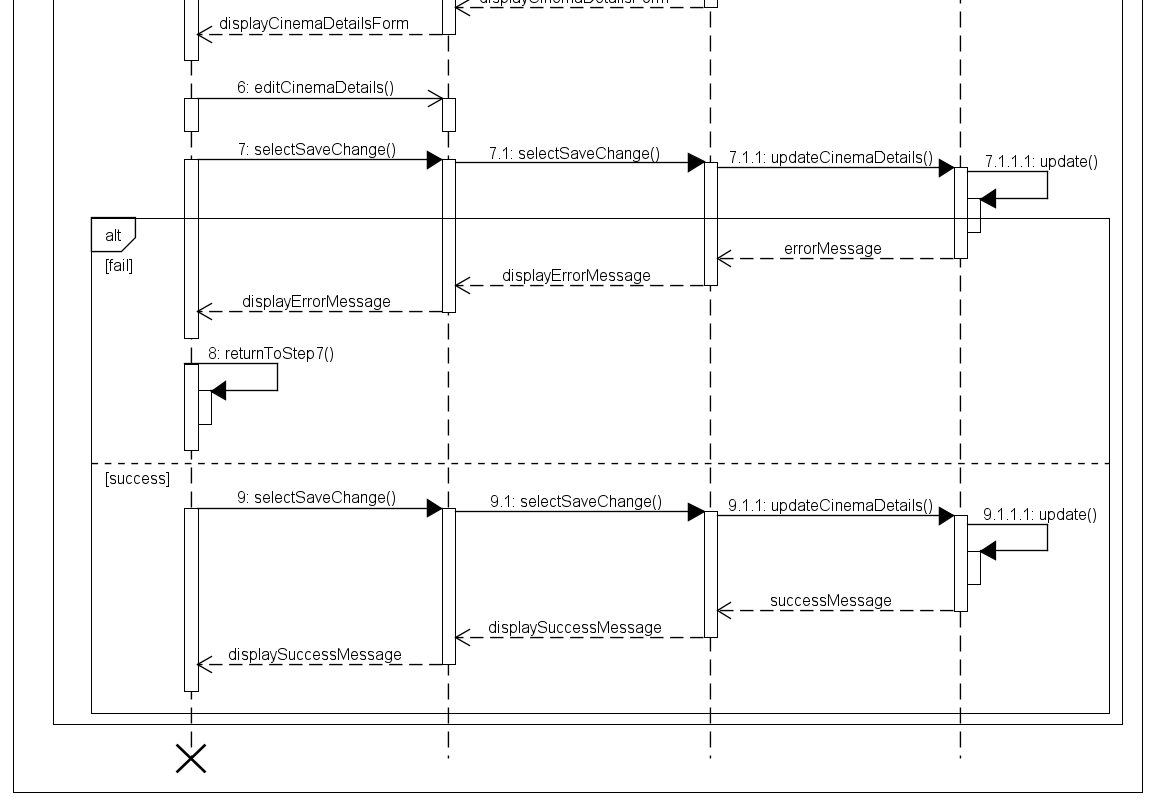 displayCinemaDetailsForm
displayCinemaDetailsForm
6: editCinemaDetails()
7: selectSaveChange()
7.1: selectSaveChange()
7.1.1: updateCinemaDetails()
7.1.1.1: update()
alt
[fail]
errorMessage
displayErrorMessage
displayErrorMessage
8: returnToStep7()
[success]
9: selectSaveChange()
9.1: selectSaveChange()
9.1.1: updateCinemaDetails()
9.1.1.1: update()
successMessage
displaySuccessMessage
displaySuccessMessage